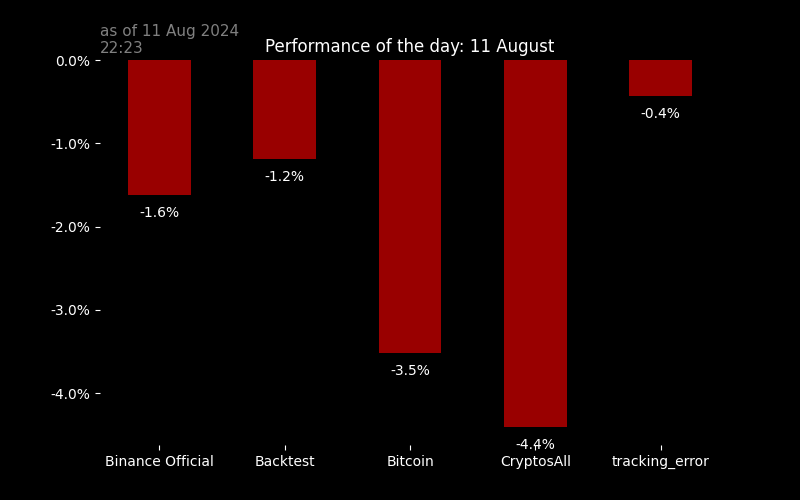 as of 11 Aug 2024
22:23
Performance of the day: 11 August
0.0%
-1.0%
-2.0%
-3.0%
-4.0%
-1.6%
-1.2%
-3.5%
-4.4%
-0.4%
Binance Official
Backtest
Bitcoin
CryptosAll
tracking_error